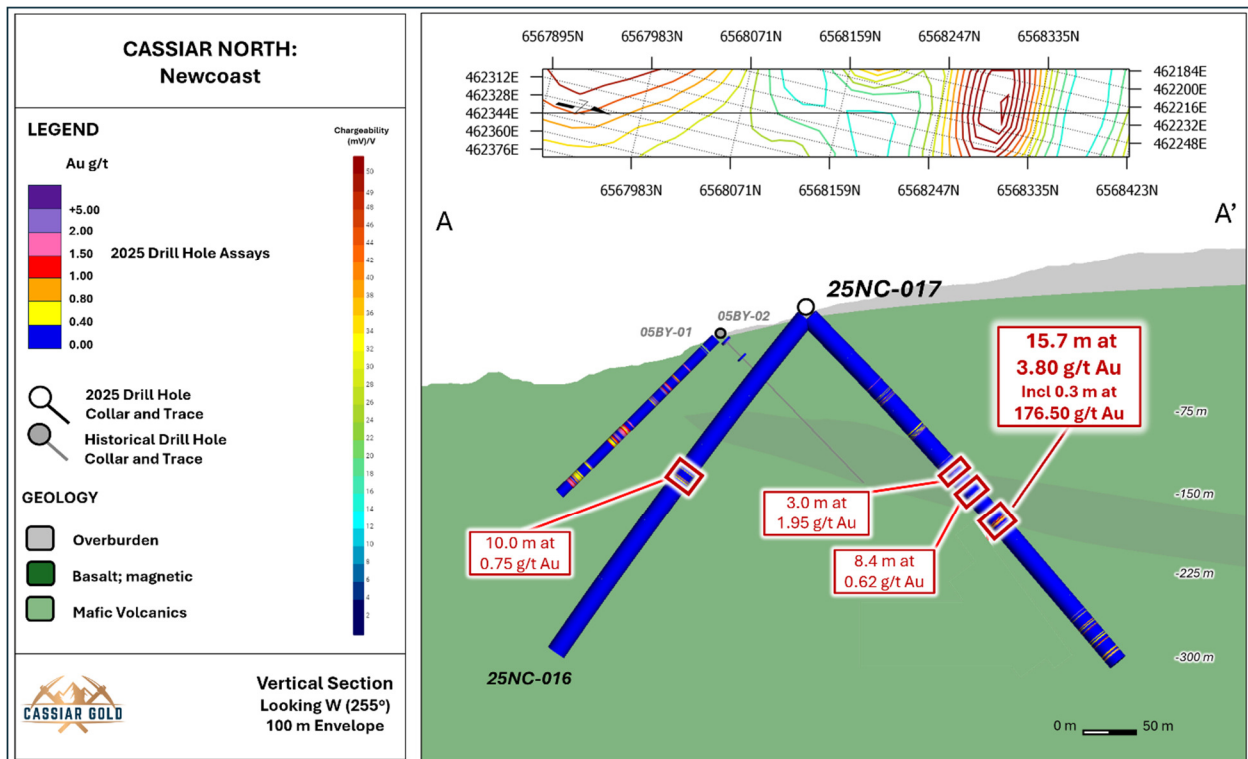 CASSIAR NORTH:
Newcoast
LEGEND
Au g/t
+5.00
2.00
1.50
1.00
0.80
0.40
0.00
2025 Drill Hole Assays
2025 Drill Hole
Collar and Trace
Historical Drill Hole
Collar and Trace
GEOLOGY
Overburden
Basalt; magnetic
Mafic Volcanics
Chargeability
(mV)/V
50
49
48
46
44
42
40
38
36
34
33
32
30
29
28
26
24
22
20
18
16
14
12
10
8
6
4
2
CASSIAR GOLD
Vertical Section
Looking W (255º)
100 m Envelope
6567895N 6567983N 6568071N 6568159N 6568247N 6568335N
462312E 462184E
462328E 462200E
462344E 462216E
462360E 462232E
462376E 462248E
6567983N 6568071N 6568159N 6568247N 6568335N 6568423N
A A’
25NC-017
05BY-01 05BY-02
15.7 m at
3.80 g/t Au
Incl 0.3 m at
176.50 g/t Au
-75 m
-150 m
3.0 m at
1.95 g/t Au
10.0 m at
0.75 g/t Au
8.4 m at
0.62 g/t Au
-225 m
-300 m
25NC-016
0 m 50 m